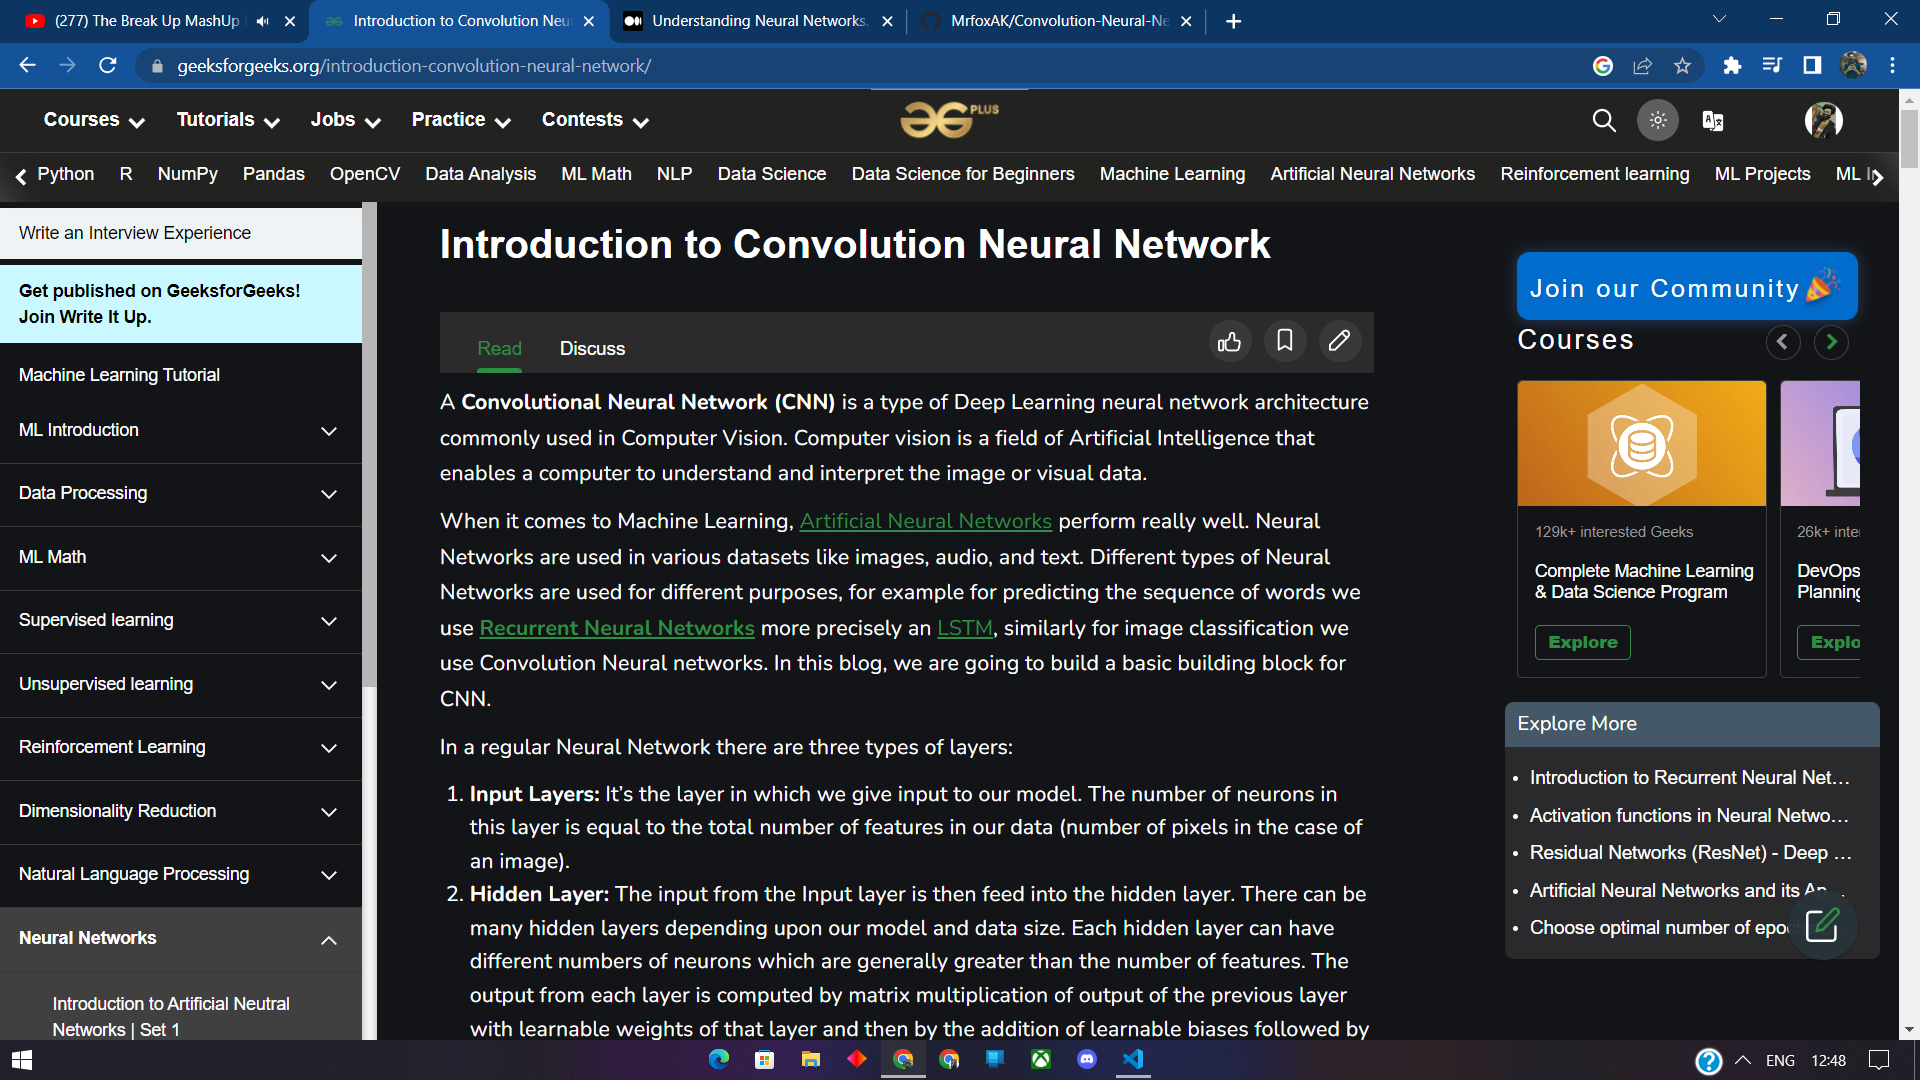 (277) The Break Up MashUp
Introduction to Convolution Neu
Understanding Neural Networks.
MrfoxAK/Convolution-Neural-Ne
geeksforgeeks.org/introduction-convolution-neural-network/
Courses
Tutorials
Jobs
Practice
Contests
PLUS
Python
R
NumPy
Pandas
OpenCV
Data Analysis
ML Math
NLP
Data Science
Data Science for Beginners
Machine Learning
Artificial Neural Networks
Reinforcement learning
ML Projects
ML
Write an Interview Experience
Get published on GeeksforGeeks!
Join Write It Up.
Machine Learning Tutorial
ML Introduction
Data Processing
ML Math
Supervised learning
Unsupervised learning
Reinforcement Learning
Dimensionality Reduction
Natural Language Processing
Neural Networks
Introduction to Artificial Neutral
Networks | Set 1
Introduction to Convolution Neural Network
Read
Discuss
A Convolutional Neural Network (CNN) is a type of Deep Learning neural network architecture
commonly used in Computer Vision. Computer vision is a field of Artificial Intelligence that
enables a computer to understand and interpret the image or visual data.
When it comes to Machine Learning, Artificial Neural Networks perform really well. Neural
Networks are used in various datasets like images, audio, and text. Different types of Neural
Networks are used for different purposes, for example for predicting the sequence of words we
use Recurrent Neural Networks more precisely an LSTM, similarly for image classification we
use Convolution Neural networks. In this blog, we are going to build a basic building block for
CNN.
In a regular Neural Network there are three types of layers:
1. Input Layers: It’s the layer in which we give input to our model. The number of neurons in
this layer is equal to the total number of features in our data (number of pixels in the case of
an image).
2. Hidden Layer: The input from the Input layer is then feed into the hidden layer. There can be
many hidden layers depending upon our model and data size. Each hidden layer can have
different numbers of neurons which are generally greater than the number of features. The
output from each layer is computed by matrix multiplication of output of the previous layer
with learnable weights of that layer and then by the addition of learnable biases followed by
Join our Community🎉
Courses
129k+ interested Geeks
Complete Machine Learning
& Data Science Program
Explore
26k+ inte
DevOps
Planning
Explo
Explore More
• Introduction to Recurrent Neural Net...
• Activation functions in Neural Netwo...
• Residual Networks (ResNet) - Deep ...
• Artificial Neural Networks and its Ap...
• Choose optimal number of epoc
ENG
12:48